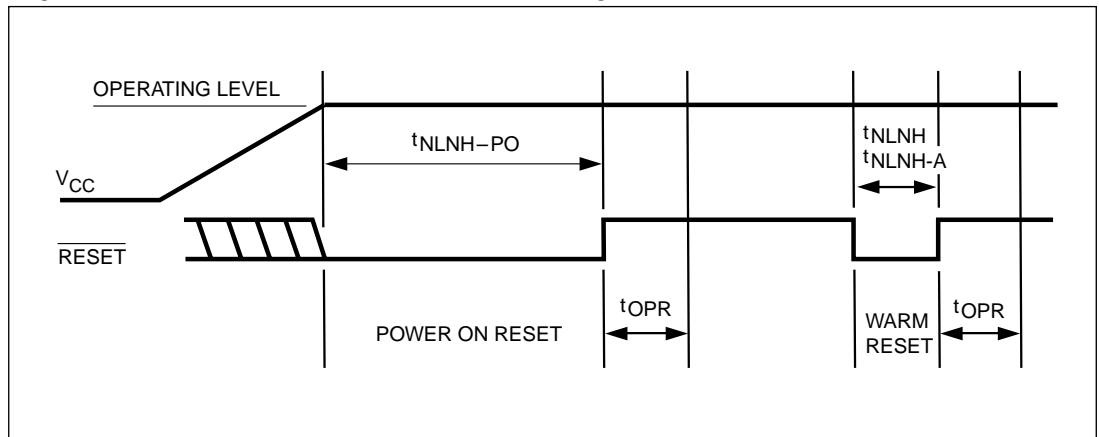 OPERATING LEVEL
tNLNH–PO
tNLNH
tNLNH-A
VCC
RESET
tOPR
POWER ON RESET
WARM
RESET
tOPR